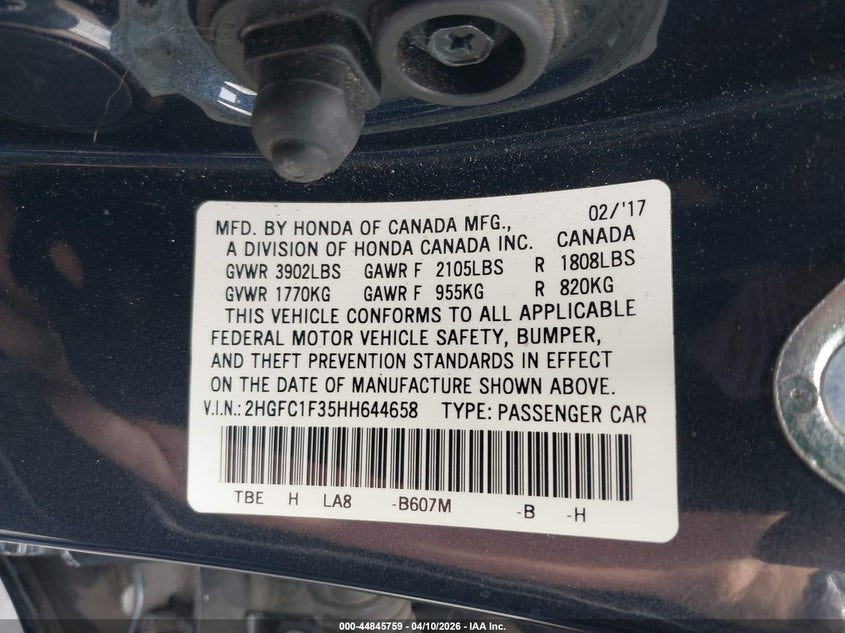 MFD. BY HONDA OF CANADA MFG., 02/'17
A DIVISION OF HONDA CANADA INC. CANADA
GVWR 3902LBS GAWR F 2105LBS R 1808LBS
GVWR 1770KG GAWR F 955KG R 820KG
THIS VEHICLE CONFORMS TO ALL APPLICABLE
FEDERAL MOTOR VEHICLE SAFETY, BUMPER,
AND THEFT PREVENTION STANDARDS IN EFFECT
ON THE DATE OF MANUFACTURE SHOWN ABOVE.
V.I.N.: 2HGFC1F35HH644658 TYPE: PASSENGER CAR
TBE H LA8 -B607M -B -H
000-44845759 - 04/10/2026 - IAA Inc.